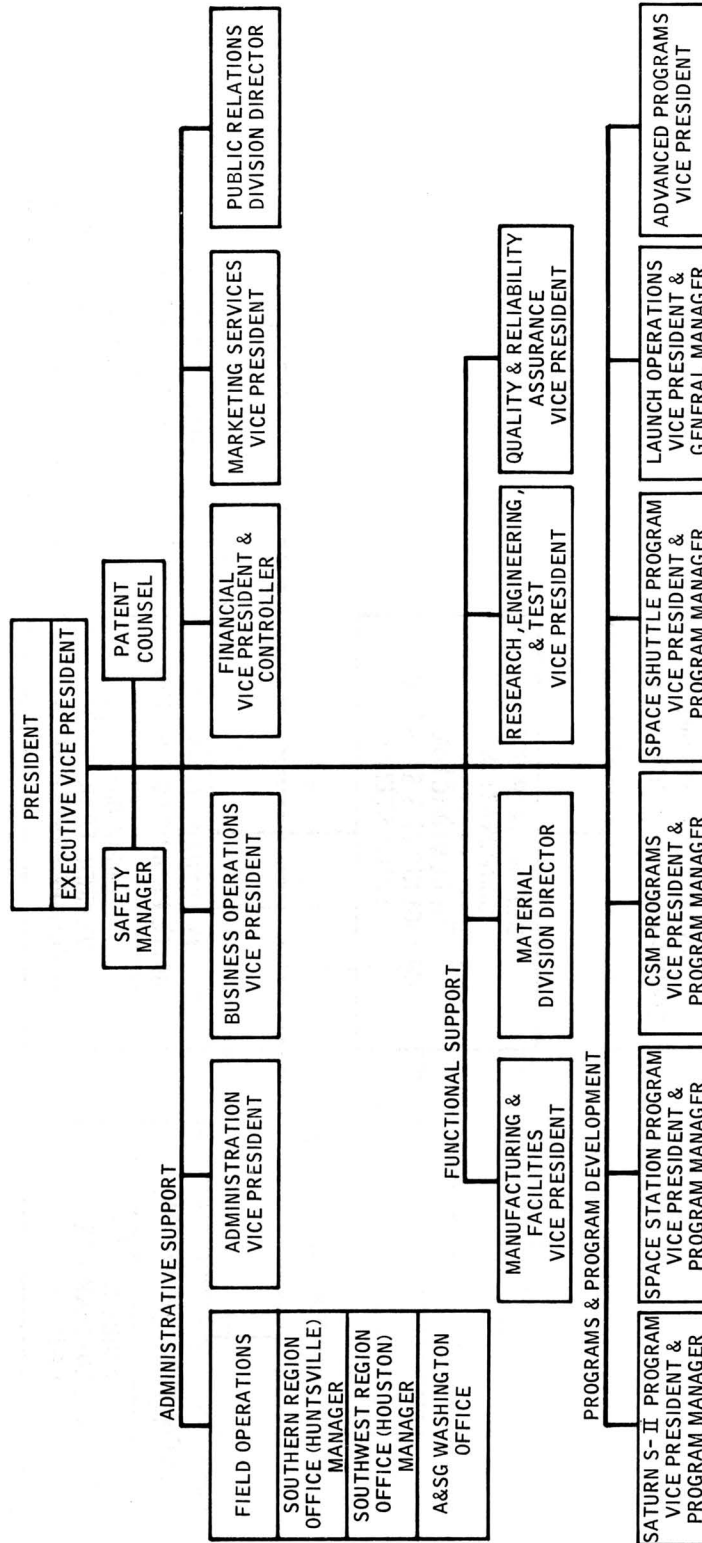 PRESIDENT
EXECUTIVE VICE PRESIDENT
SAFETY
MANAGER
PATENT
COUNSEL
ADMINISTRATIVE SUPPORT
FIELD OPERATIONS
SOUTHERN REGION
OFFICE (HUNTSVILLE)
MANAGER
SOUTHWEST REGION
OFFICE (HOUSTON)
MANAGER
A&SG WASHINGTON
OFFICE
ADMINISTRATION
VICE PRESIDENT
BUSINESS OPERATIONS
VICE PRESIDENT
FINANCIAL
VICE PRESIDENT &
CONTROLLER
MARKETING SERVICES
VICE PRESIDENT
PUBLIC RELATIONS
DIVISION DIRECTOR
FUNCTIONAL SUPPORT
MANUFACTURING &
FACILITIES
VICE PRESIDENT
MATERIAL
DIVISION DIRECTOR
RESEARCH, ENGINEERING,
& TEST
VICE PRESIDENT
QUALITY & RELIABILITY
ASSURANCE
VICE PRESIDENT
PROGRAMS & PROGRAM DEVELOPMENT
SATURN S-II PROGRAM
VICE PRESIDENT &
PROGRAM MANAGER
SPACE STATION PROGRAM
VICE PRESIDENT &
PROGRAM MANAGER
CSM PROGRAMS
VICE PRESIDENT &
PROGRAM MANAGER
SPACE SHUTTLE PROGRAM
VICE PRESIDENT &
PROGRAM MANAGER
LAUNCH OPERATIONS
VICE PRESIDENT &
GENERAL MANAGER
ADVANCED PROGRAMS
VICE PRESIDENT